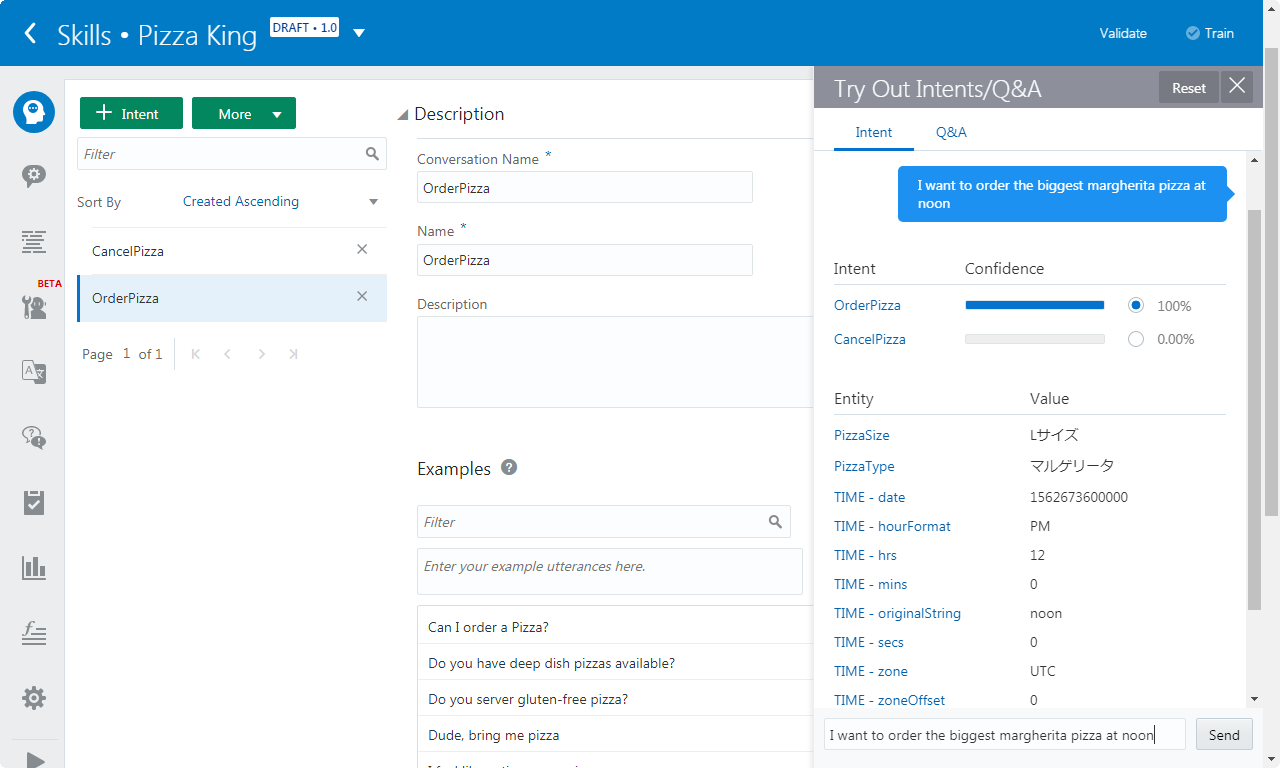 Skills • Pizza King DRAFT • 1.0
Validate
Train
Intent
More
Filter
Sort By
Created Ascending
CancelPizza
OrderPizza
Page 1 of 1
BETA
Description
Conversation Name *
OrderPizza
Name *
OrderPizza
Description
Examples
Filter
Enter your example utterances here.
Can I order a Pizza?
Do you have deep dish pizzas available?
Do you server gluten-free pizza?
Dude, bring me pizza
Try Out Intents/Q&A
Reset
Intent
Q&A
I want to order the biggest margherita pizza at
noon
Intent Confidence
OrderPizza 100%
CancelPizza 0.00%
Entity Value
PizzaSize Lサイズ
PizzaType マルゲリータ
TIME - date 1562673600000
TIME - hourFormat PM
TIME - hrs 12
TIME - mins 0
TIME - originalString noon
TIME - secs 0
TIME - zone UTC
TIME - zoneOffset 0
I want to order the biggest margherita pizza at noon
Send